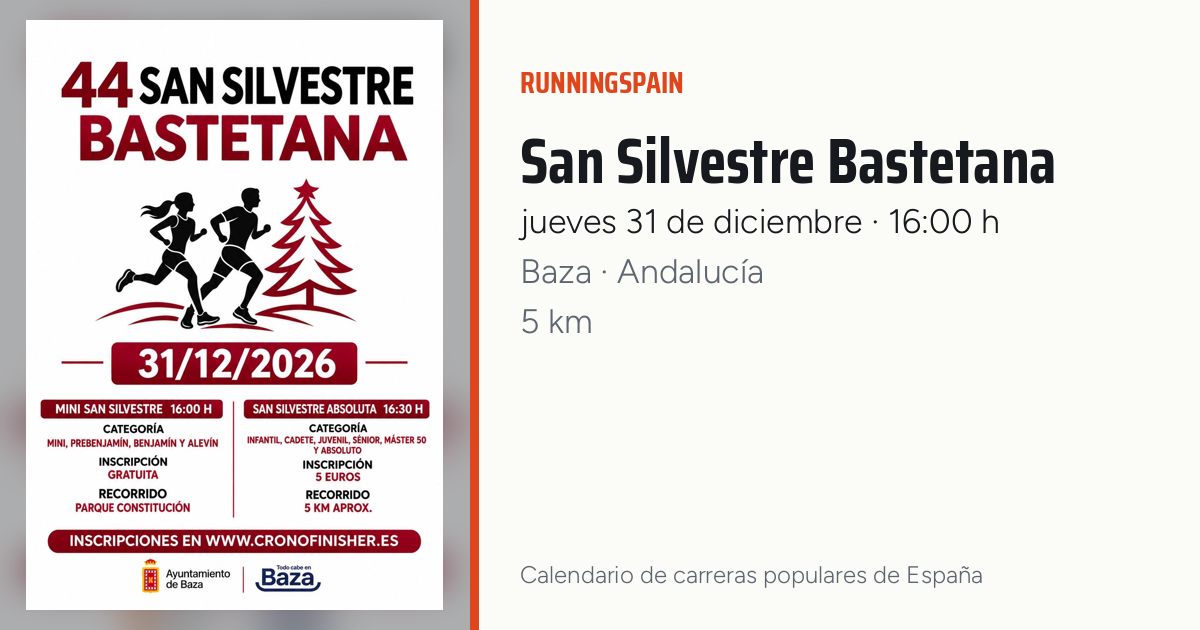 44 SAN SILVESTRE
BASTETANA
31/12/2026
MINI SAN SILVESTRE 16:00 H
CATEGORÍA
MINI, PREBENJAMÍN, BENJAMÍN Y ALEVÍN
INSCRIPCIÓN
GRATUITA
RECORRIDO
PARQUE CONSTITUCIÓN
SAN SILVESTRE ABSOLUTA 16:30 H
CATEGORÍA
INFANTIL, CADETE, JUVENIL, SÉNIOR, MÁSTER 50
Y ABSOLUTO
INSCRIPCIÓN
5 EUROS
RECORRIDO
5 KM APROX.
INSCRIPCIONES EN WWW.CRONOFINISHER.ES
Ayuntamiento
de Baza
Todo cabe en
Baza
RUNNINGSPAIN
San Silvestre Bastetana
jueves 31 de diciembre · 16:00 h
Baza · Andalucía
5 km
Calendario de carreras populares de España